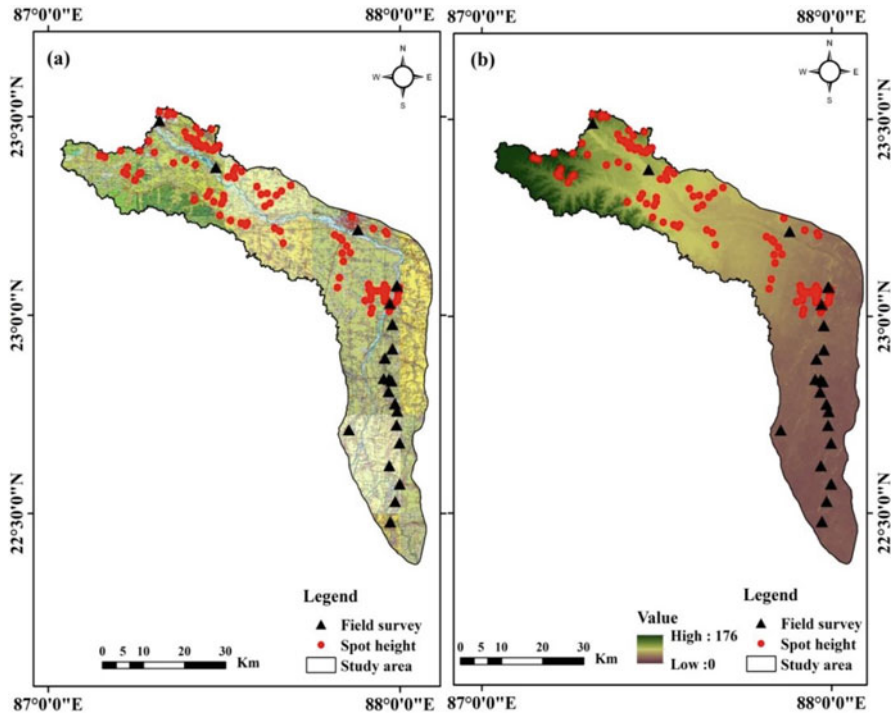 87°0'0"E
88°0'0"E
87°0'0"E
88°0'0"E
(a)
N
W E
S
(b)
N
W E
S
23°30'0"N
23°0'0"N
22°30'0"N
23°30'0"N
23°0'0"N
22°30'0"N
Legend
Field survey
Spot height
Study area
0 5 10 20 30
Km
Legend
Value
High : 176
Low :0
Field survey
Spot height
Study area
0 5 10 20 30
Km
87°0'0"E
88°0'0"E
87°0'0"E
88°0'0"E